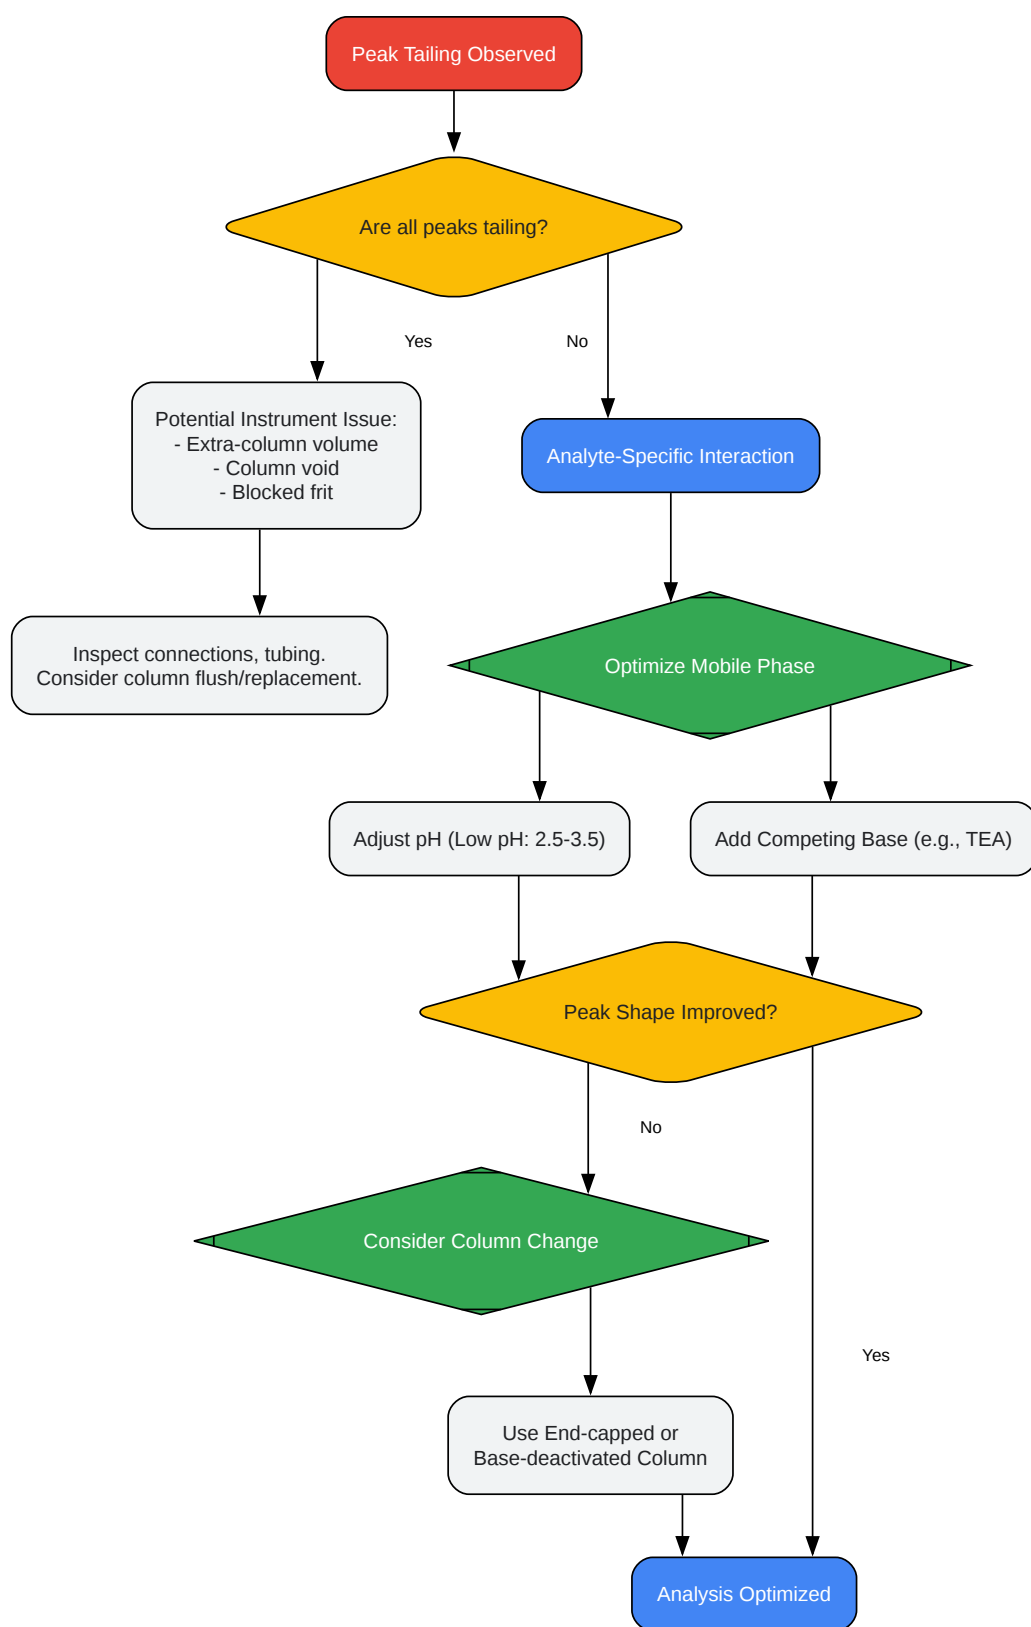 Peak Tailing Observed
Are all peaks tailing?
Yes
No
Potential Instrument Issue:
- Extra-column volume
- Column void
- Blocked frit
Analyte-Specific Interaction
Inspect connections, tubing.
Consider column flush/replacement.
Optimize Mobile Phase
Adjust pH (Low pH: 2.5-3.5)
Add Competing Base (e.g., TEA)
Peak Shape Improved?
No
Consider Column Change
Yes
Use End-capped or
Base-deactivated Column
Analysis Optimized